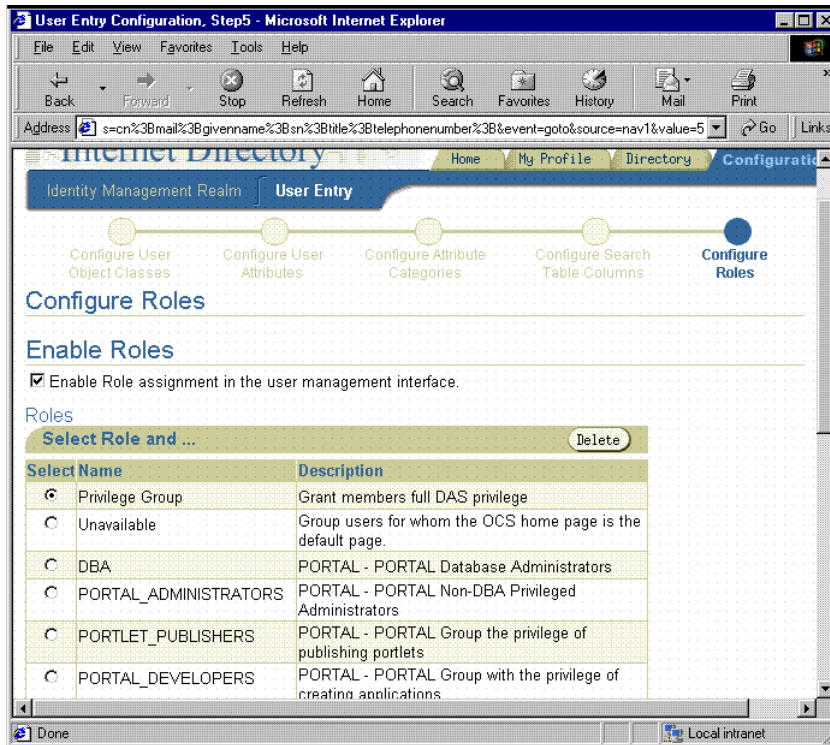 User Entry Configuration, Step5 - Microsoft Internet Explorer
File Edit View Favorites Tools Help
Back Forward Stop Refresh Home Search Favorites History Mail Print
Address s=cn%3Bmail%3Bgivenname%3Bsn%3Btitle%3Btelephonenumber%3B&event=goto&source=nav1&value=5 Go Links
Internet Directory
Home My Profile Directory Configuratio
Identity Management Realm User Entry
Configure User Object Classes
Configure User Attributes
Configure Attribute Categories
Configure Search Table Columns
Configure Roles
Configure Roles
Enable Roles
Enable Role assignment in the user management interface.
Roles
Select Role and ... Delete
Select Name Description
Privilege Group Grant members full DAS privilege
Unavailable Group users for whom the OCS home page is the
default page.
DBA PORTAL - PORTAL Database Administrators
PORTAL_ADMINISTRATORS PORTAL - PORTAL Non-DBA Privileged
Administrators
PORTLET_PUBLISHERS PORTAL - PORTAL Group the privilege of
publishing portlets
PORTAL_DEVELOPERS PORTAL - PORTAL Group with the privilege of
creating applications
Done Local intranet